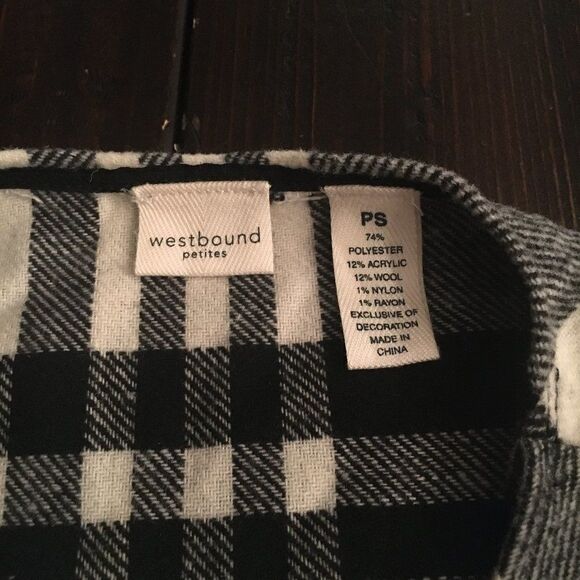 westbound
petites
PS
74%
POLYESTER
12% ACRYLIC
12% WOOL
1% NYLON
1% RAYON
EXCLUSIVE OF
DECORATION
MADE IN
CHINA